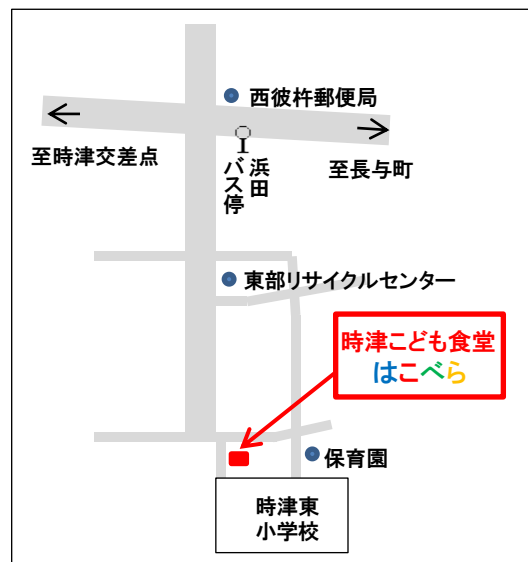 西彼杵郵便局
至時津交差点
浜田
バス停
至長与町
東部リサイクルセンター
時津こども食堂
はこべら
保育園
時津東
小学校